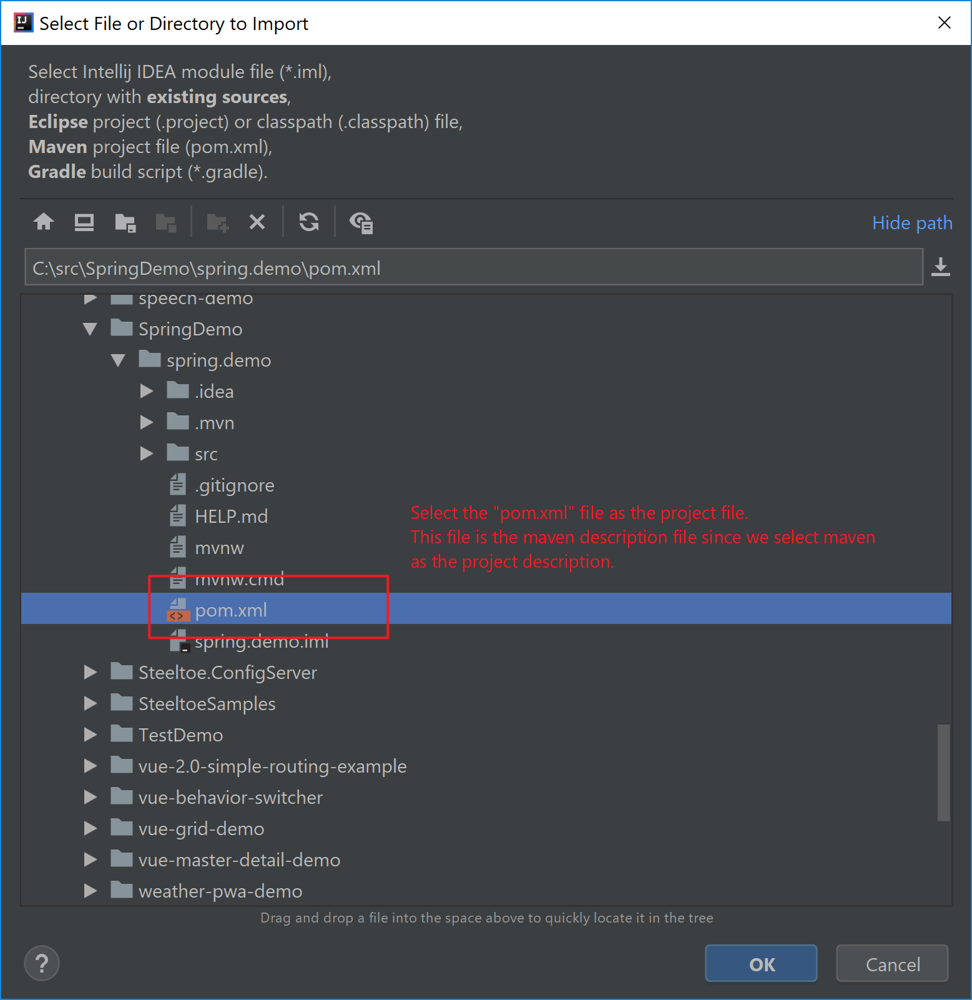 Select File or Directory to Import
Select Intellij IDEA module file (*.iml),
directory with existing sources,
Eclipse project (.project) or classpath (.classpath) file,
Maven project file (pom.xml),
Gradle build script (*.gradle).
Hide path
C:\src\SpringDemo\spring.demo\pom.xml
speech-demo
SpringDemo
spring.demo
.idea
.mvn
src
.gitignore
HELP.md
Select the "pom.xml" file as the project file.
This file is the maven description file since we select maven
as the project description.
mvnw
mvnw.cmd
pom.xml
spring.demo.iml
Steeltoe.ConfigServer
SteeltoeSamples
TestDemo
vue-2.0-simple-routing-example
vue-behavior-switcher
vue-grid-demo
vue-master-detail-demo
weather-pwa-demo
Drag and drop a file into the space above to quickly locate it in the tree
?
OK
Cancel